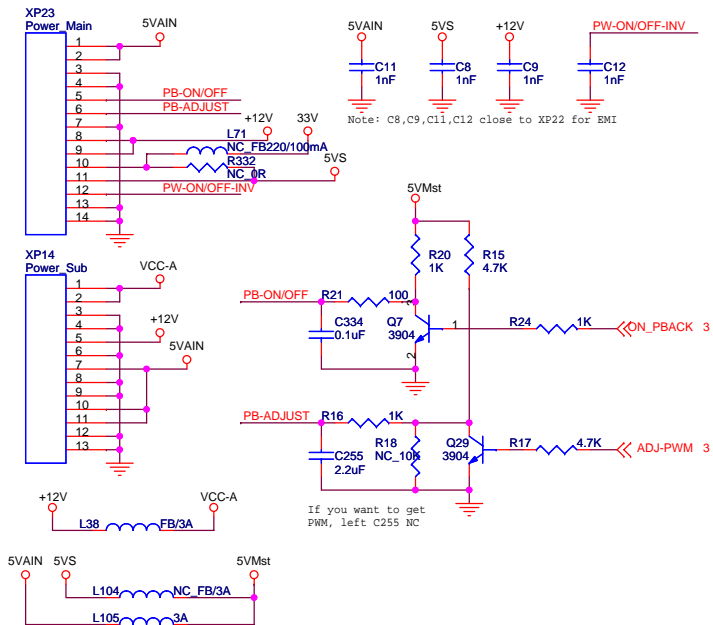 XP23
Power_Main
5VAIN
1
2
3
4
5
PB-ON/OFF
6
PB-ADJUST
7
+12V
33V
8
L71
9
NC_FB220/100mA
10
R332
5VS
11
NC_0R
12
PW-ON/OFF-INV
13
14
5VAIN
5VS
+12V
PW-ON/OFF-INV
C11
1nF
C8
1nF
C9
1nF
C12
1nF
Note: C8,C9,C11,C12 close to XP22 for EMI
XP14
Power_Sub
VCC-A
1
2
3
+12V
4
5
5VAIN
6
7
8
9
10
11
12
13
5VMst
R20
1K
R15
4.7K
PB-ON/OFF
R21
100
3
C334
0.1uF
Q7
3904
1
2
R24
1K
ON_PBACK 3
PB-ADJUST
R16
1K
C255
2.2uF
R18
NC_10K
Q29
3904
R17
4.7K
ADJ-PWM 3
If you want to get
PWM, left C255 NC
+12V
VCC-A
L38
FB/3A
5VAIN
5VS
5VMst
L104
NC_FB/3A
L105
3A